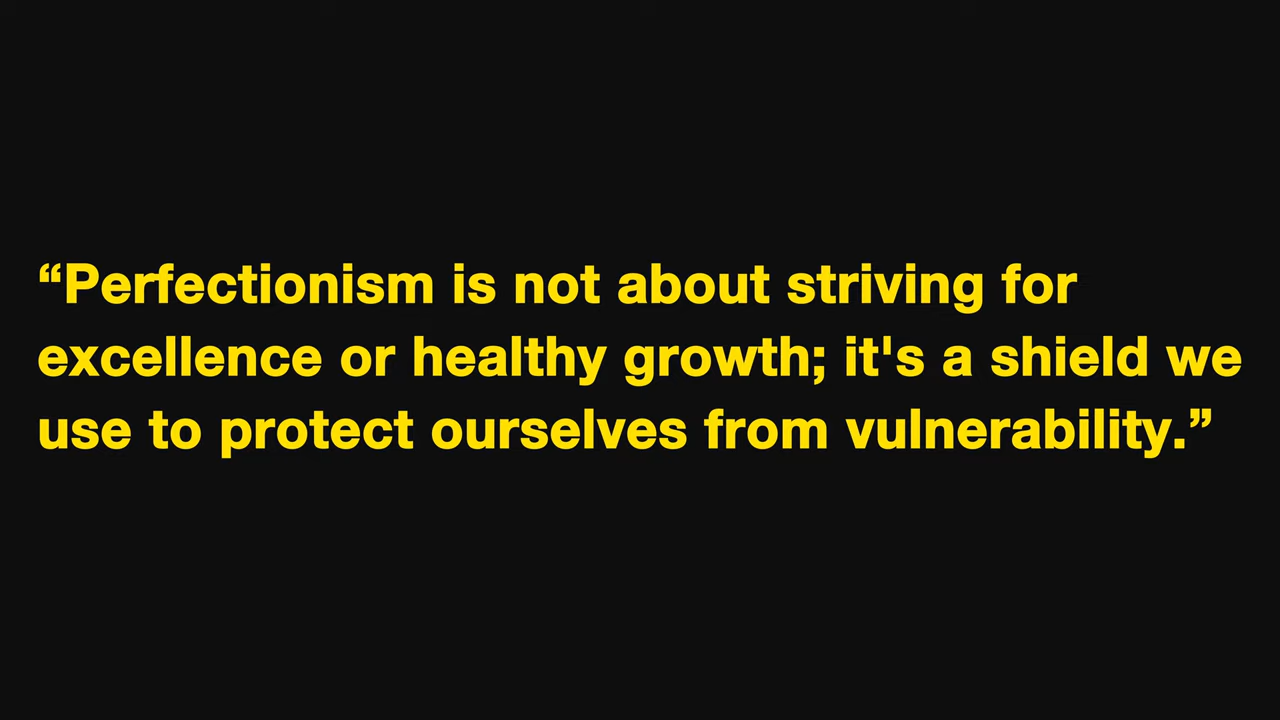 “Perfectionism is not about striving for
excellence or healthy growth; it's a shield we
use to protect ourselves from vulnerability.”